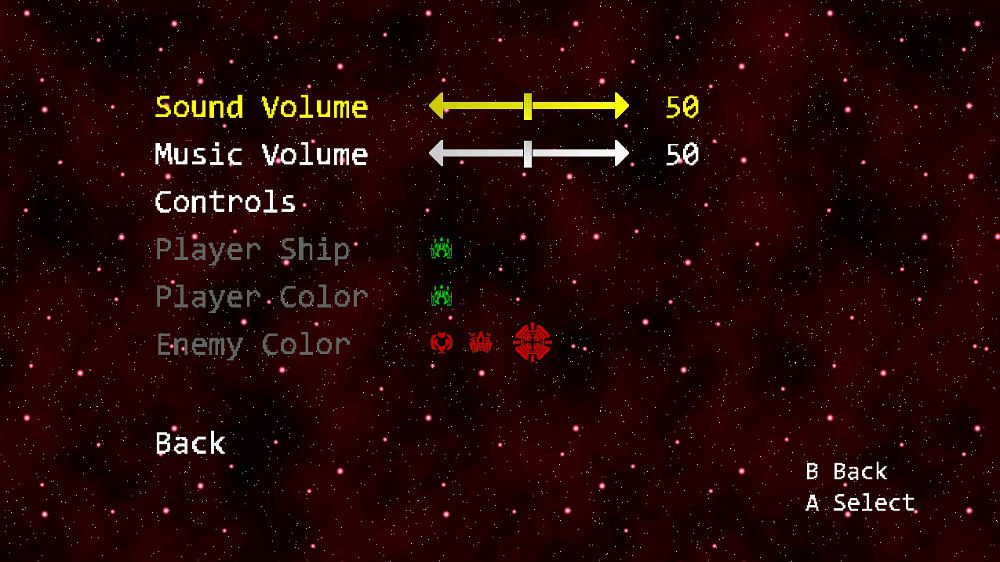 Sound Volume 50
Music Volume 50
Controls
Player Ship
Player Color
Enemy Color
Back
B Back
A Select